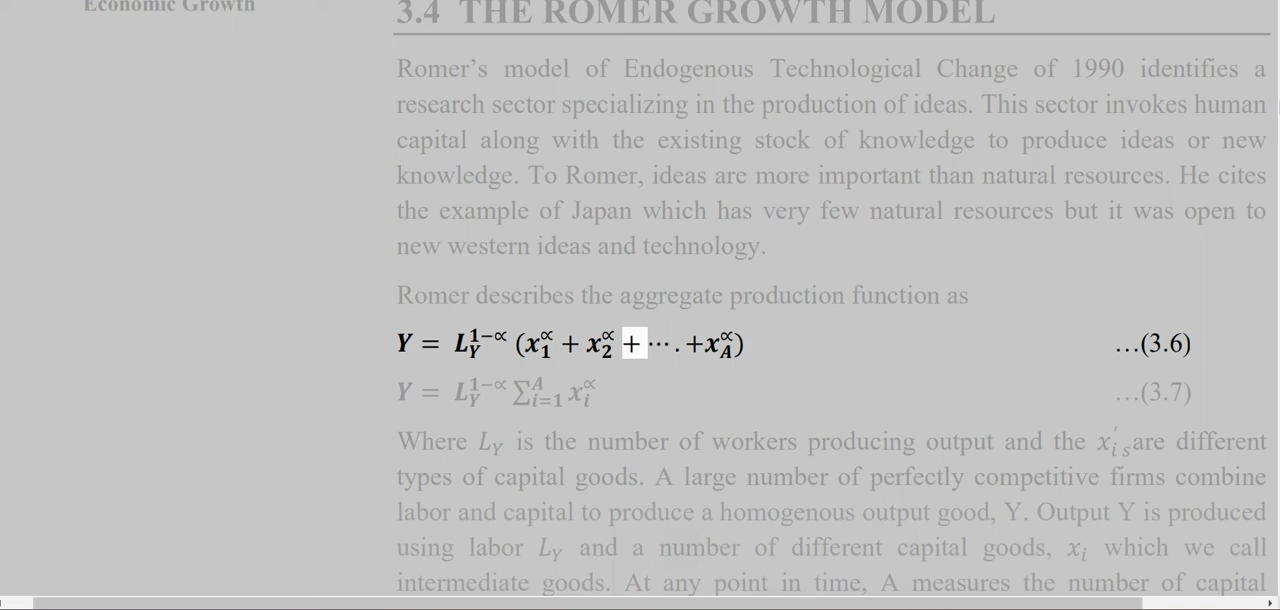 Economic Growth
3.4 THE ROMER GROWTH MODEL
Romer’s model of Endogenous Technological Change of 1990 identifies a
research sector specializing in the production of ideas. This sector invokes human
capital along with the existing stock of knowledge to produce ideas or new
knowledge. To Romer, ideas are more important than natural resources. He cites
the example of Japan which has very few natural resources but it was open to
new western ideas and technology.
Romer describes the aggregate production function as
Y = L_Y^{1−∝} (x_1^∝ + x_2^∝ + ⋯ . +x_A^∝) …(3.6)
Y = L_Y^{1−∝} ∑_{i=1}^A x_i^∝ …(3.7)
Where L_Y is the number of workers producing output and the x_i's are different
types of capital goods. A large number of perfectly competitive firms combine
labor and capital to produce a homogenous output good, Y. Output Y is produced
using labor L_Y and a number of different capital goods, x_i which we call
intermediate goods. At any point in time, A measures the number of capital